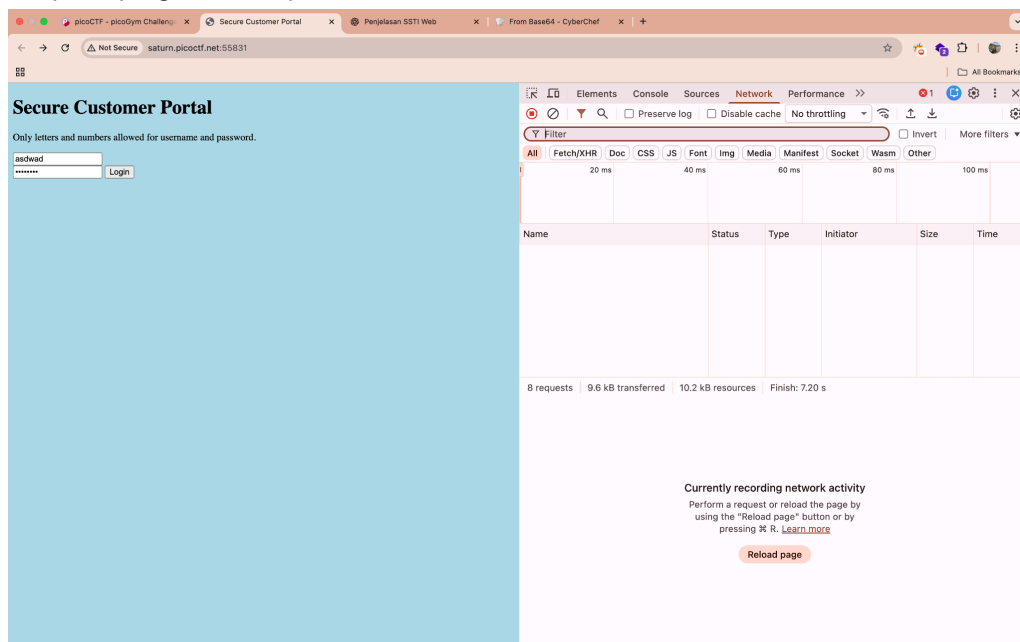 picoCTF - picoGym Challenge
Secure Customer Portal
Penjelasan SSTI Web
From Base64 - CyberChef
Not Secure saturn.picoctf.net:55831
All Bookmarks
Secure Customer Portal
Only letters and numbers allowed for username and password.
asdwad
•••••••• Login
Elements Console Sources Network Performance 1
Preserve log Disable cache No throttling
Filter Invert More filters
All Fetch/XHR Doc CSS JS Font Img Media Manifest Socket Wasm Other
20 ms 40 ms 60 ms 80 ms 100 ms
Name Status Type Initiator Size Time
8 requests 9.6 kB transferred 10.2 kB resources Finish: 7.20 s
Currently recording network activity
Perform a request or reload the page by
using the "Reload page" button or by
pressing ⌘ R. Learn more
Reload page